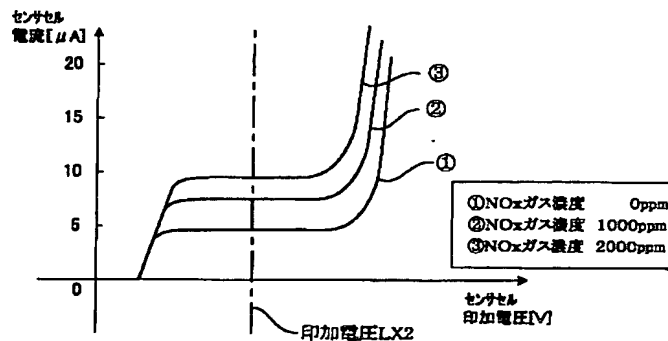 センサセル
電流[μA]
20
15
10
5
0
③
②
①
①NOxガス濃度 0ppm
②NOxガス濃度 1000ppm
③NOxガス濃度 2000ppm
センサセル
印加電圧[V]
印加電圧LX2